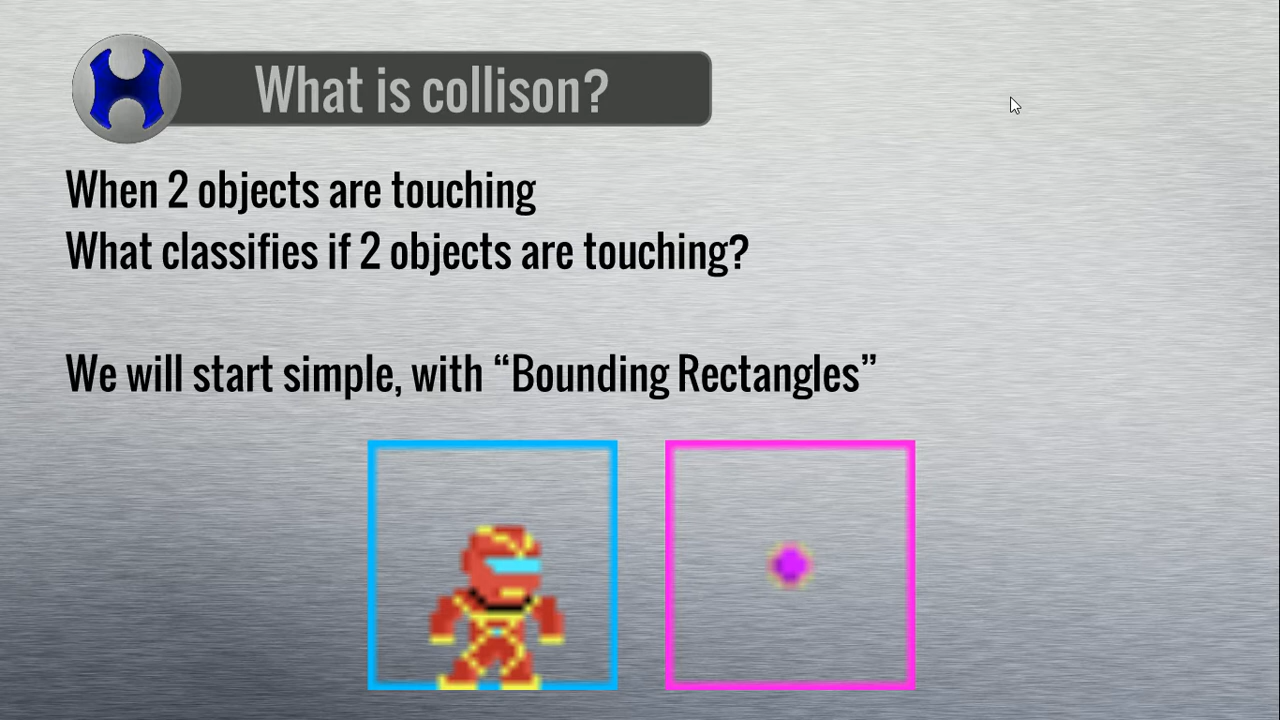 What is collison?
When 2 objects are touching
What classifies if 2 objects are touching?
We will start simple, with “Bounding Rectangles”